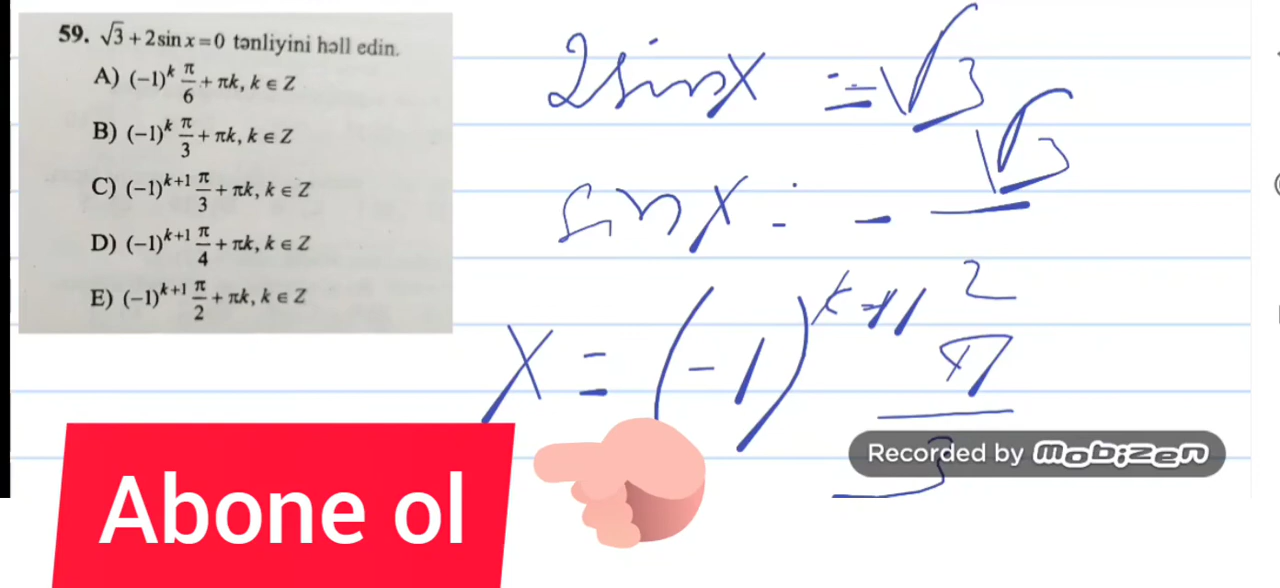 59. √3 + 2 sin x = 0 tənliyini həll edin.
A) (−1)^k π/6 + πk, k ∈ Z
B) (−1)^k π/3 + πk, k ∈ Z
C) (−1)^{k+1} π/3 + πk, k ∈ Z
D) (−1)^{k+1} π/4 + πk, k ∈ Z
E) (−1)^{k+1} π/2 + πk, k ∈ Z
2sinx = -√3
sinx = - √3/2
x = (-1)^{k+1} π/3
Recorded by mobizen
Abone ol